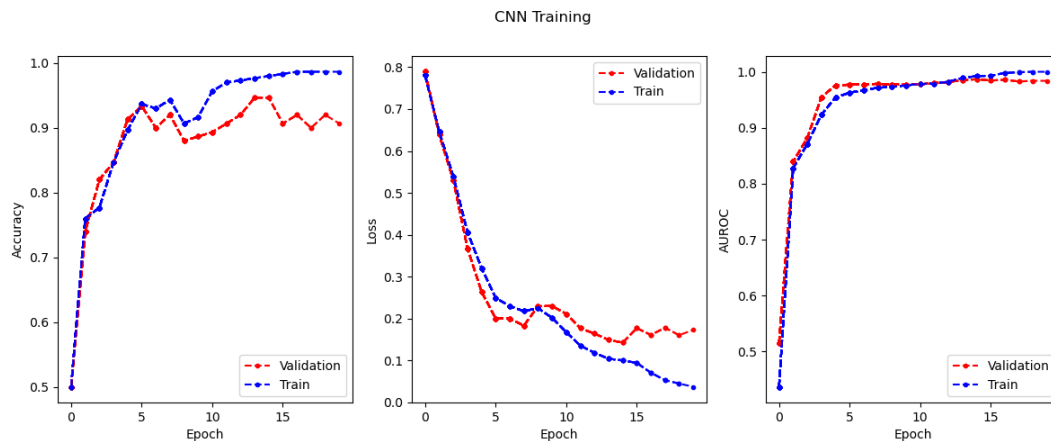 CNN Training
1.0
0.9
0.8
0.7
0.6
0.5
Accuracy
0
5
10
15
Epoch
Validation
Train
0.8
0.7
0.6
0.5
0.4
0.3
0.2
0.1
0.0
Loss
0
5
10
15
Epoch
Validation
Train
1.0
0.9
0.8
0.7
0.6
0.5
AUROC
0
5
10
15
Epoch
Validation
Train